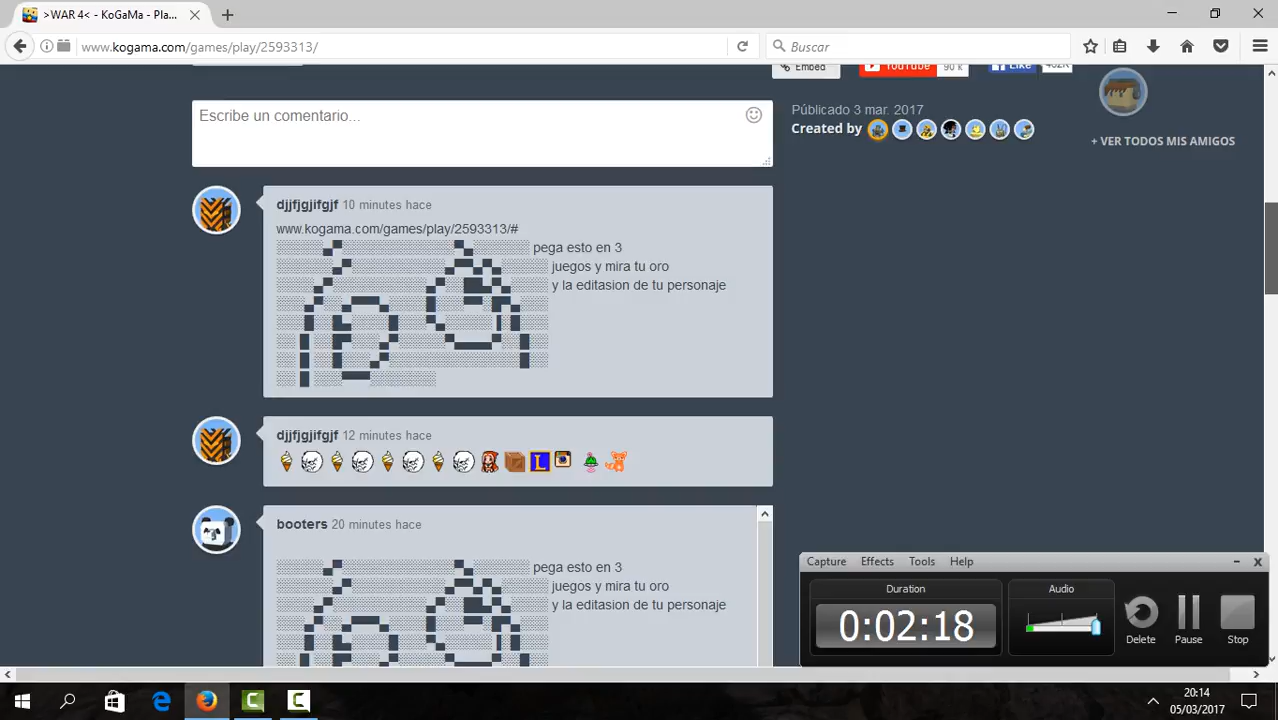 >WAR 4< - KoGaMa - Pla...
www.kogama.com/games/play/2593313/
Buscar
Embed
YouTube
90 k
Like
Escribe un comentario...
Públicado 3 mar. 2017
Created by
+ VER TODOS MIS AMIGOS
djjfjgjifgjf 10 minutes hace
www.kogama.com/games/play/2593313/#
pega esto en 3
juegos y mira tu oro
y la editasion de tu personaje
djjfjgjifgjf 12 minutes hace
L
booters 20 minutes hace
pega esto en 3
juegos y mira tu oro
y la editasion de tu personaje
Capture Effects Tools Help
Duration
Audio
0:02:18
Delete
Pause
Stop
20:14
05/03/2017